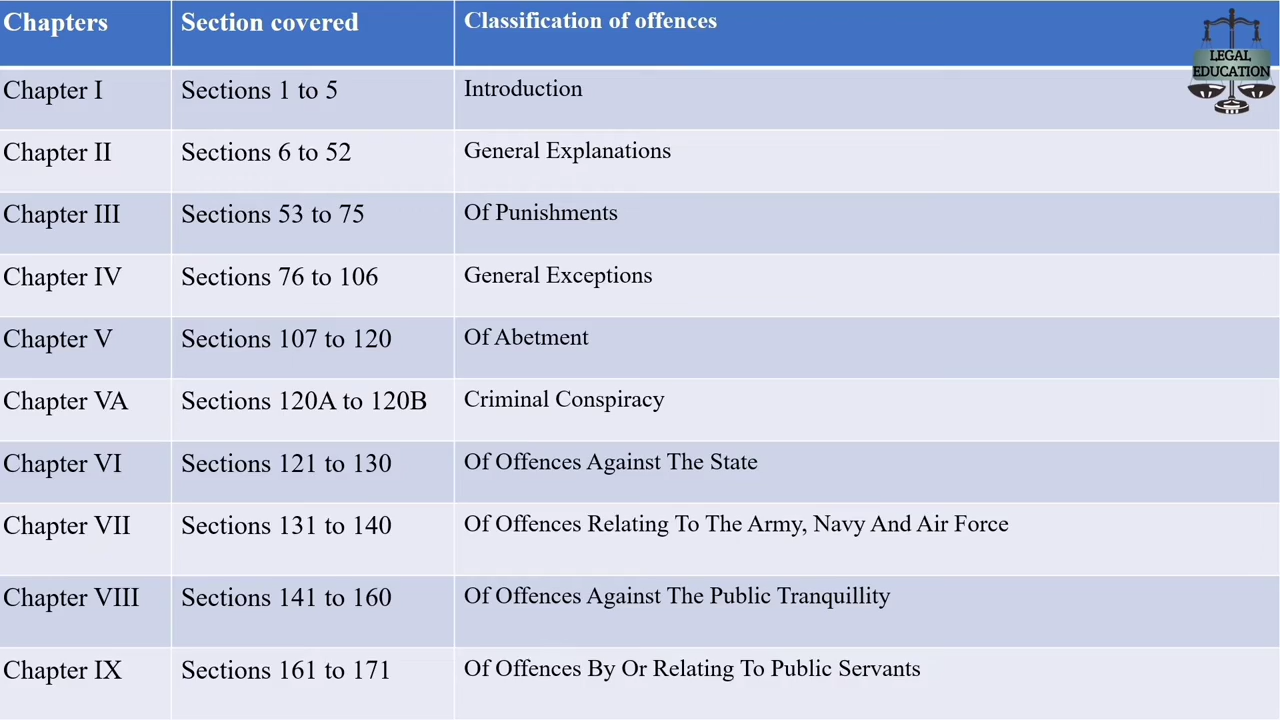 Chapters Section covered Classification of offences
LEGAL
EDUCATION
Chapter I Sections 1 to 5 Introduction
Chapter II Sections 6 to 52 General Explanations
Chapter III Sections 53 to 75 Of Punishments
Chapter IV Sections 76 to 106 General Exceptions
Chapter V Sections 107 to 120 Of Abetment
Chapter VA Sections 120A to 120B Criminal Conspiracy
Chapter VI Sections 121 to 130 Of Offences Against The State
Chapter VII Sections 131 to 140 Of Offences Relating To The Army, Navy And Air Force
Chapter VIII Sections 141 to 160 Of Offences Against The Public Tranquillity
Chapter IX Sections 161 to 171 Of Offences By Or Relating To Public Servants